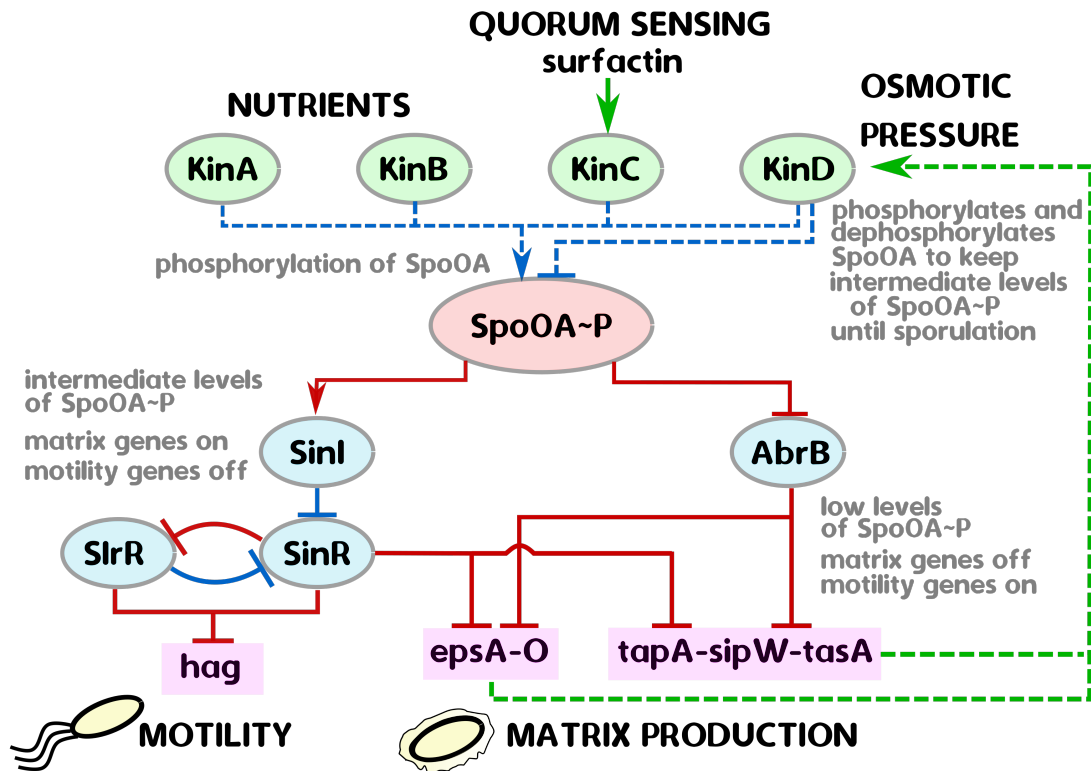 QUORUM SENSING
surfactin
NUTRIENTS
OSMOTIC
PRESSURE
KinA
KinB
KinC
KinD
phosphorylates and
dephosphorylates
SpoOA to keep
intermediate levels
of SpoOA~P
until sporulation
phosphorylation of SpoOA
SpoOA~P
intermediate levels
of SpoOA~P
matrix genes on
motility genes off
SinI
AbrB
low levels
of SpoOA~P
matrix genes off
motility genes on
SlrR
SinR
hag
epsA-O
tapA-sipW-tasA
MOTILITY
MATRIX PRODUCTION